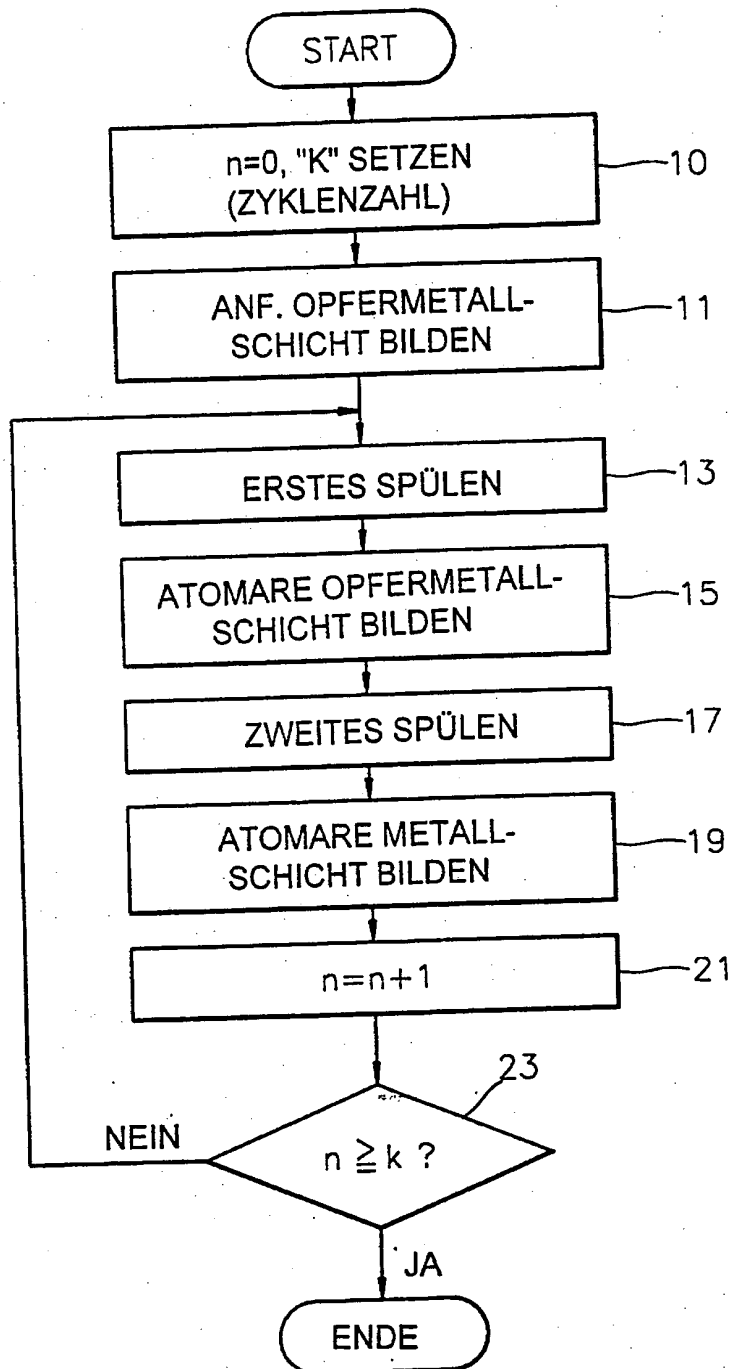 START
n=0, "K" SETZEN
(ZYKLENZAHL)
10
ANF. OPFERMETALL-
SCHICHT BILDEN
11
ERSTES SPÜLEN
13
ATOMARE OPFERMETALL-
SCHICHT BILDEN
15
ZWEITES SPÜLEN
17
ATOMARE METALL-
SCHICHT BILDEN
19
n=n+1
21
23
NEIN
n ≧ k ?
JA
ENDE